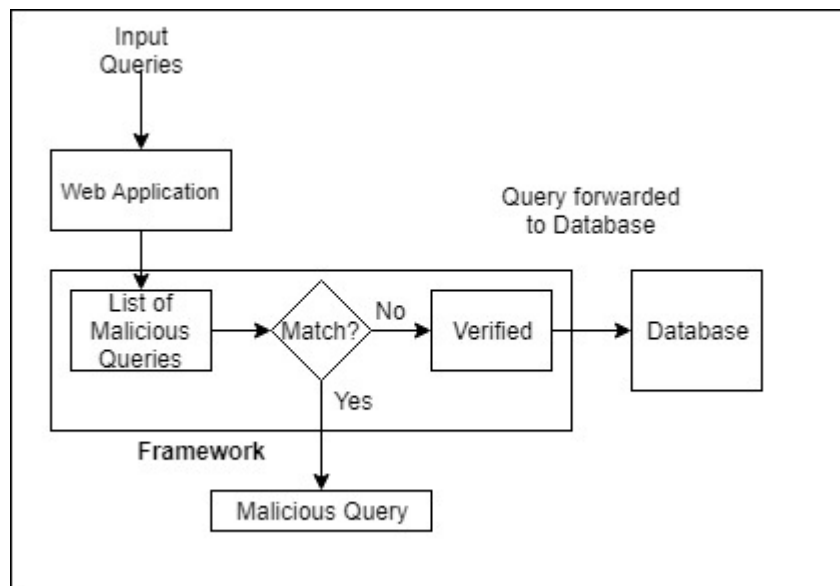 Input
Queries
Web Application
Query forwarded
to Database
List of
Malicious
Queries
Match?
No
Verified
Database
Yes
Framework
Malicious Query